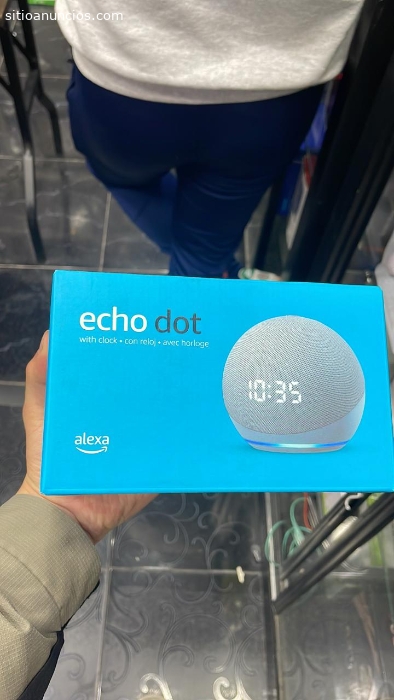 sitioanuncios.com
echo dot
with clock • con reloj • avec horloge
10:35
alexa